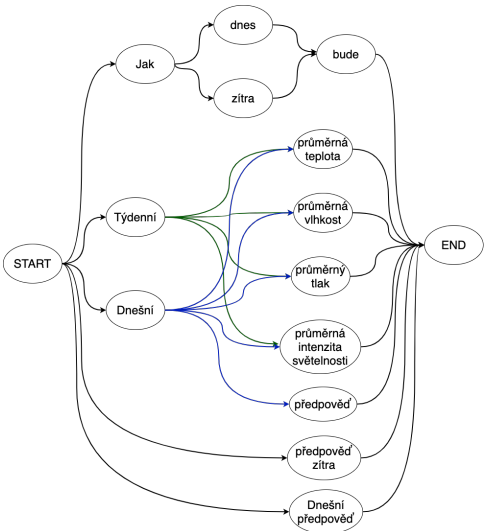 dnes
Jak
bude
zítra
průměrná
teplota
Týdenní
průměrná
vlhkost
START
END
průměrný
tlak
Dnešní
průměrná
intenzita
světelnosti
předpověď
předpověď
zítra
Dnešní
předpověď